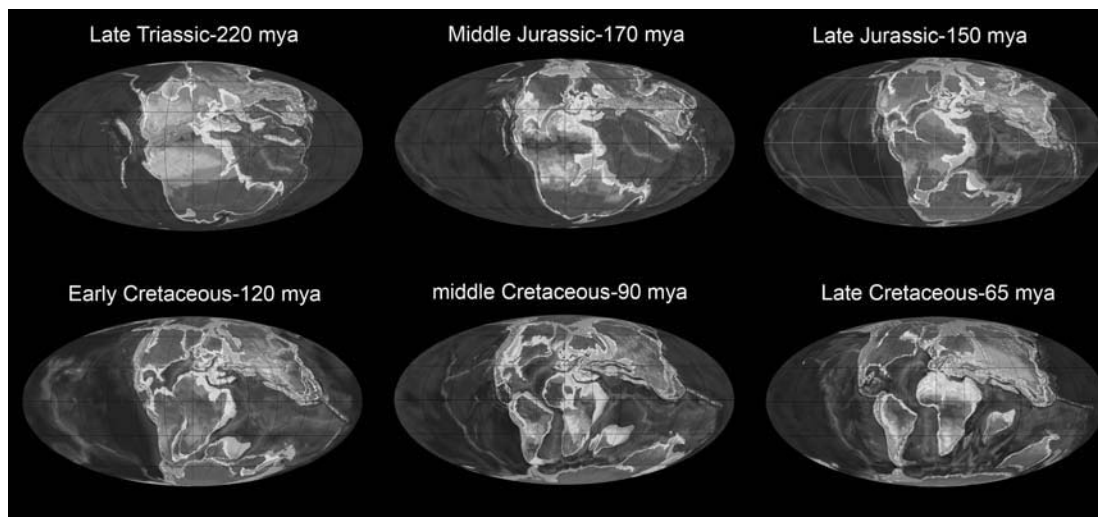 Late Triassic-220 mya
Middle Jurassic-170 mya
Late Jurassic-150 mya
Early Cretaceous-120 mya
middle Cretaceous-90 mya
Late Cretaceous-65 mya